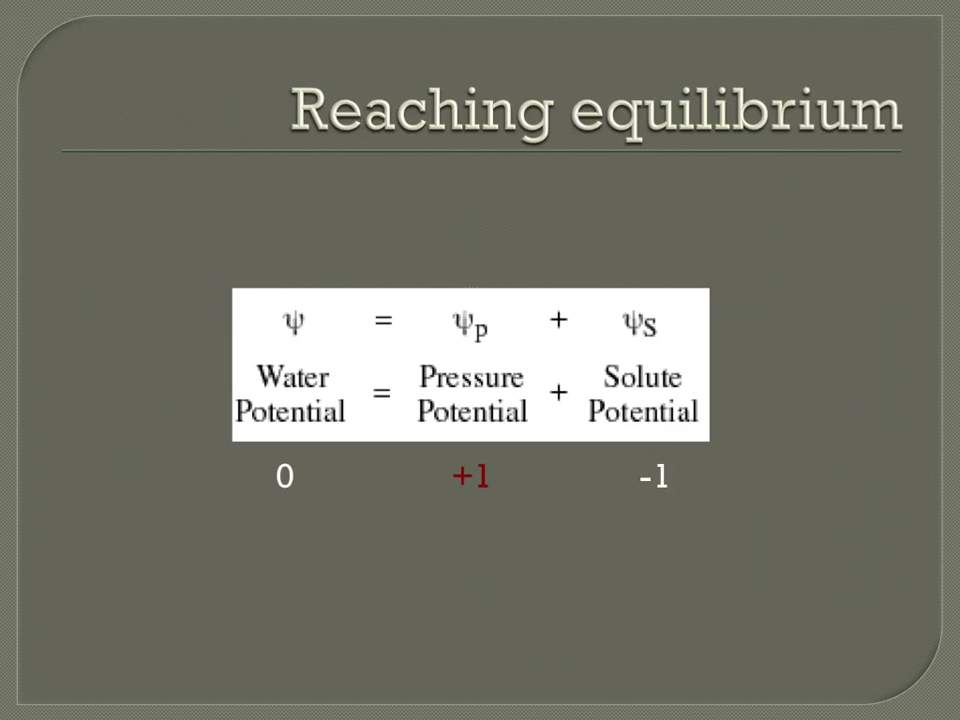 Reaching equilibrium
ψ = ψp + ψS
Water Potential = Pressure Potential + Solute Potential
0 +1 -1